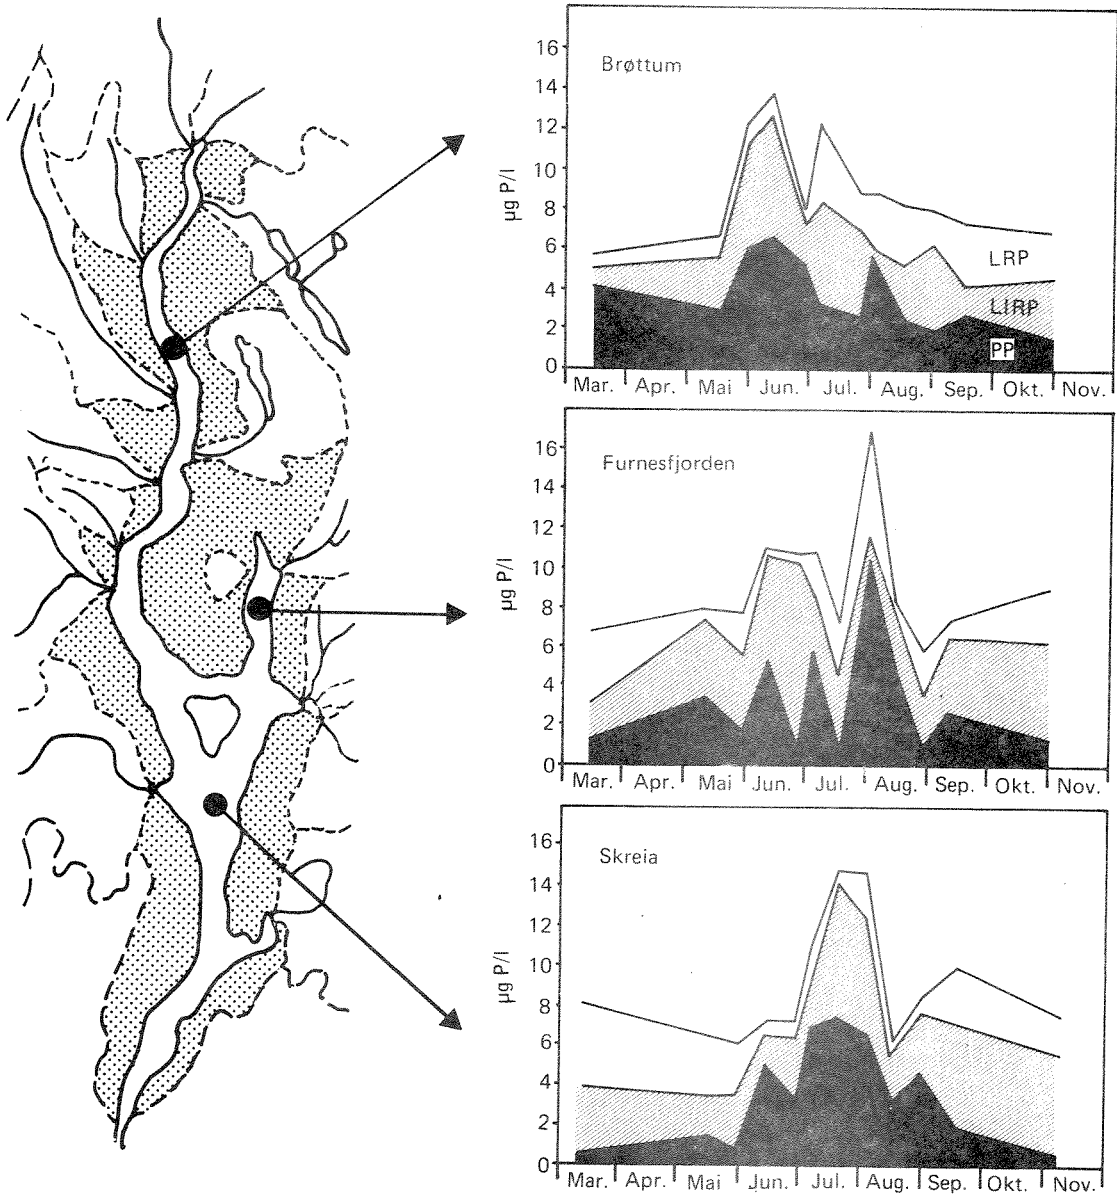 Brøttum
µg P/l
16
14
12
10
8
6
4
2
0
LRP
LIRP
PP
Mar. Apr. Mai Jun. Jul. Aug. Sep. Okt. Nov.
Furnesfjorden
µg P/l
16
14
12
10
8
6
4
2
0
Mar. Apr. Mai Jun. Jul. Aug. Sep. Okt. Nov.
Skreia
µg P/l
16
14
12
10
8
6
4
2
0
Mar. Apr. Mai Jun. Jul. Aug. Sep. Okt. Nov.